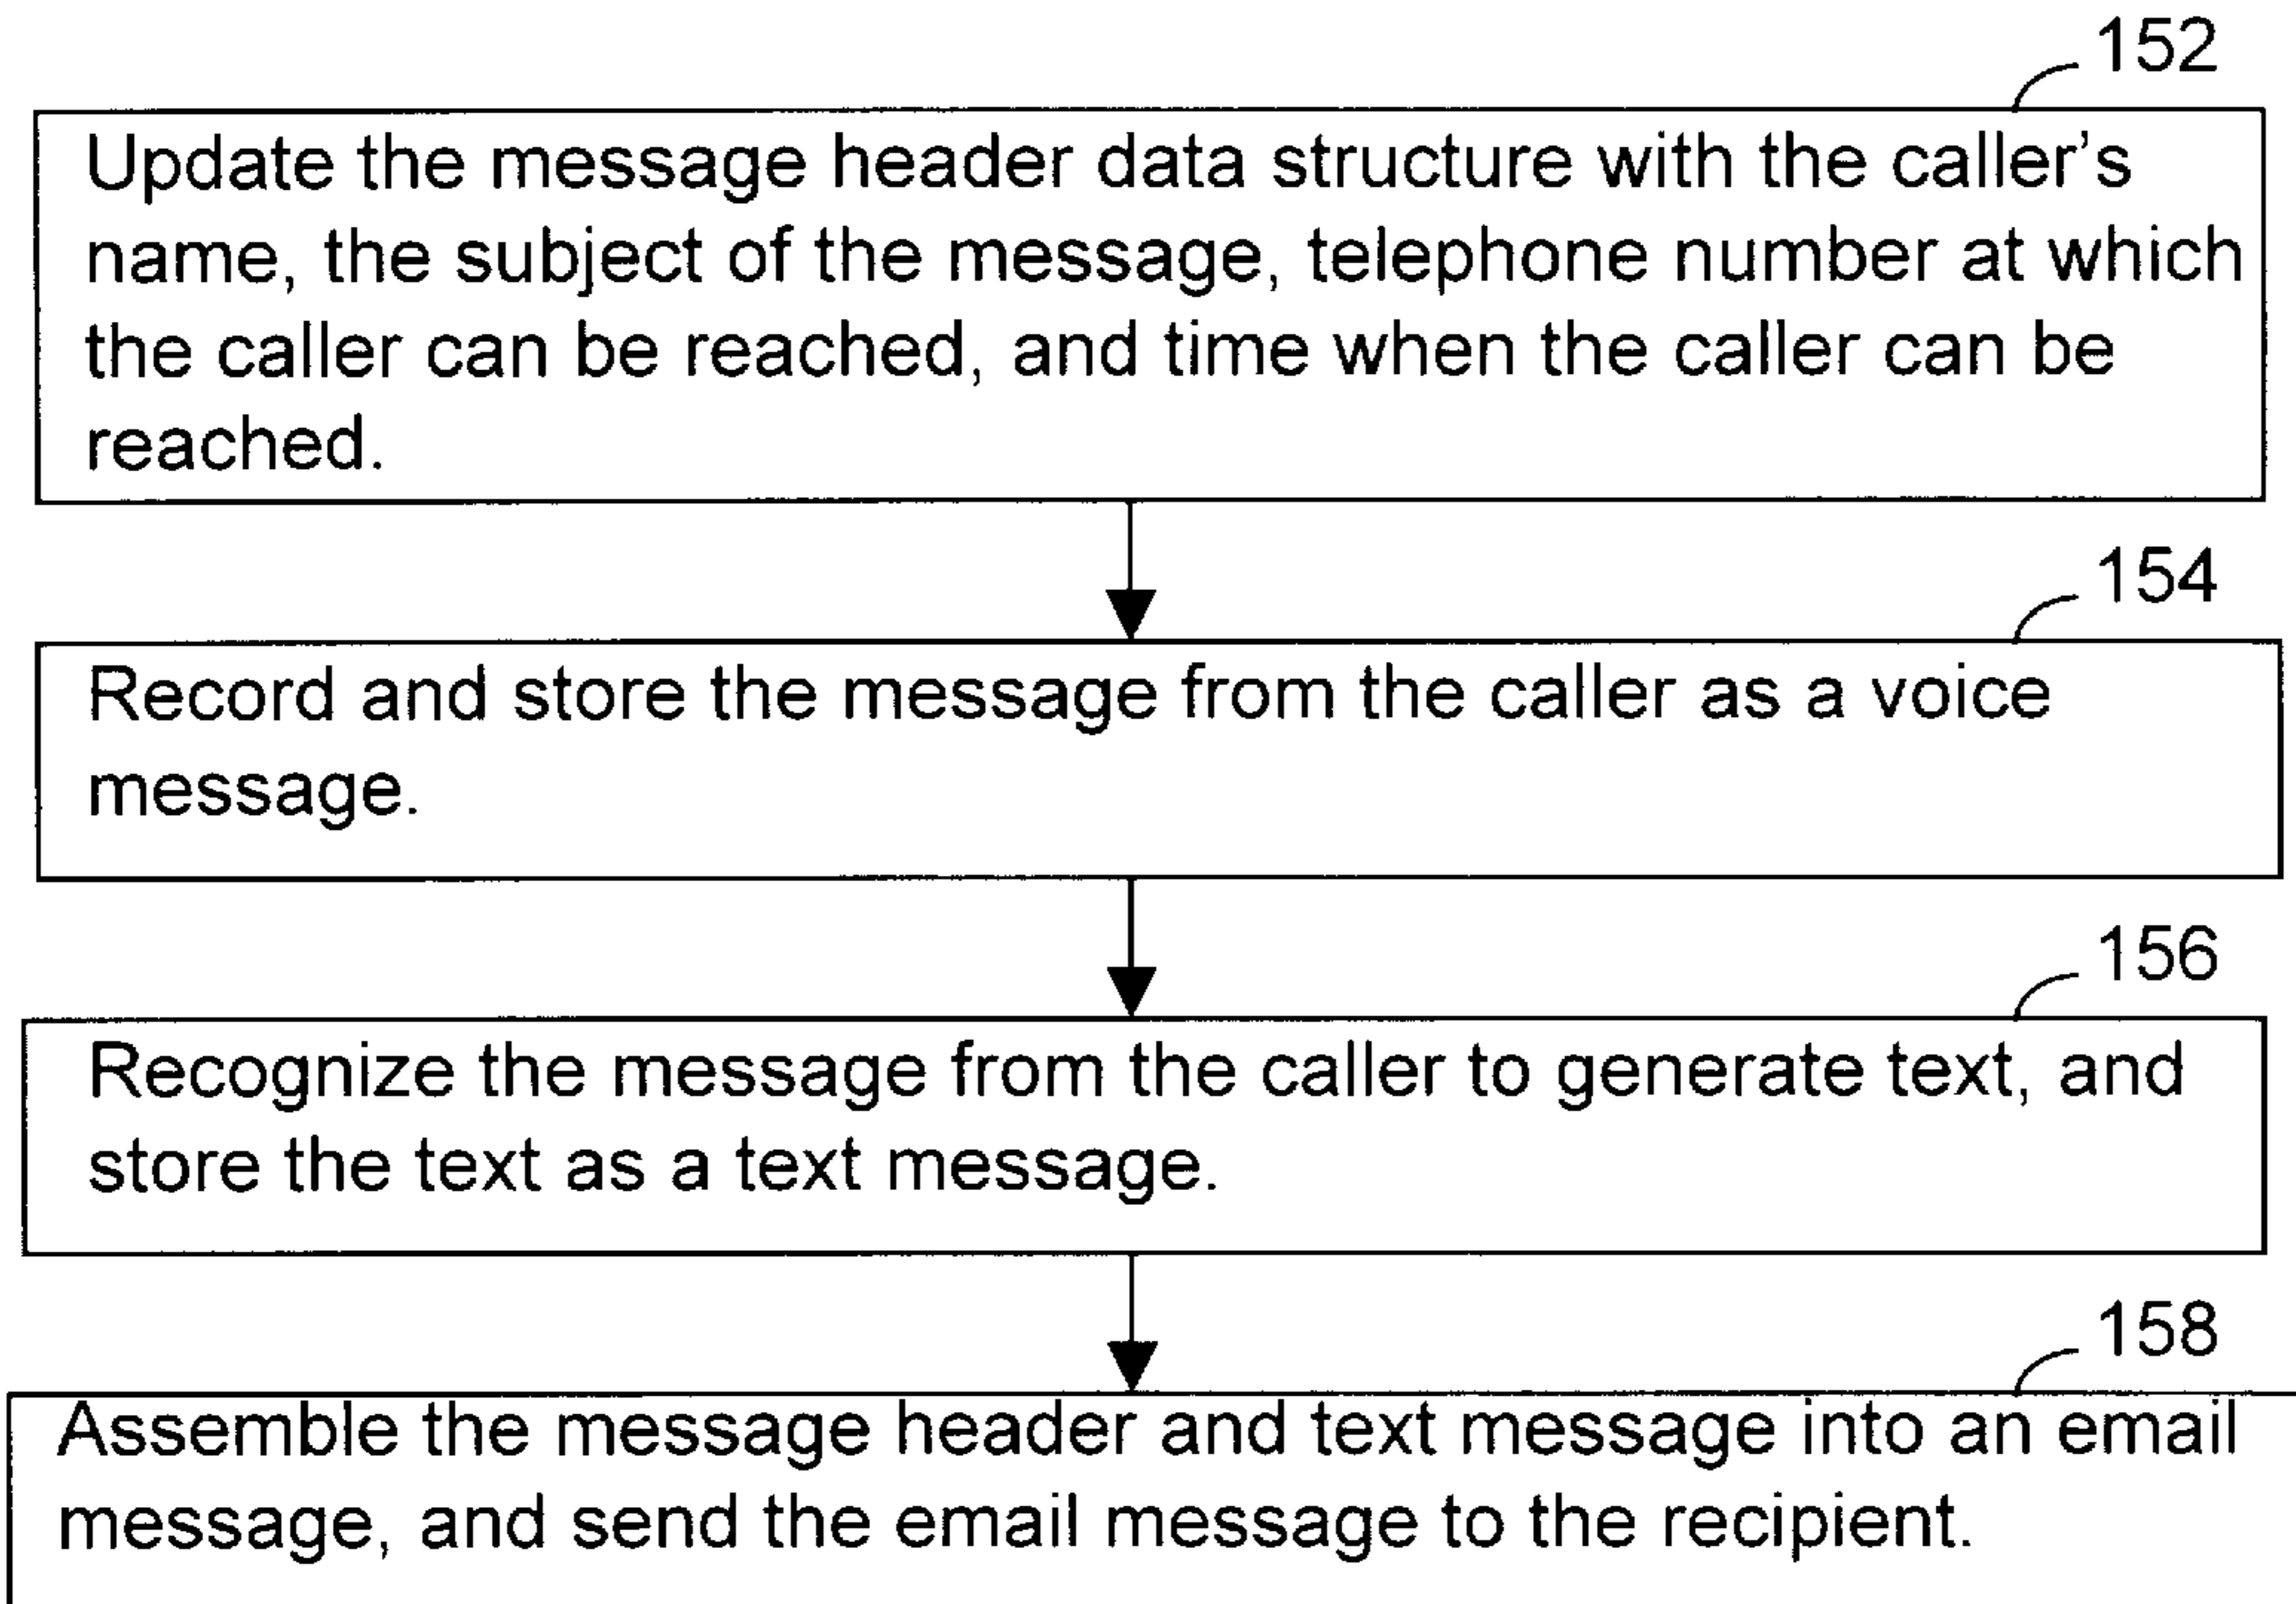 152
Update the message header data structure with the caller's
name, the subject of the message, telephone number at which
the caller can be reached, and time when the caller can be
reached.
154
Record and store the message from the caller as a voice
message.
156
Recognize the message from the caller to generate text, and
store the text as a text message.
158
Assemble the message header and text message into an email
message, and send the email message to the recipient.